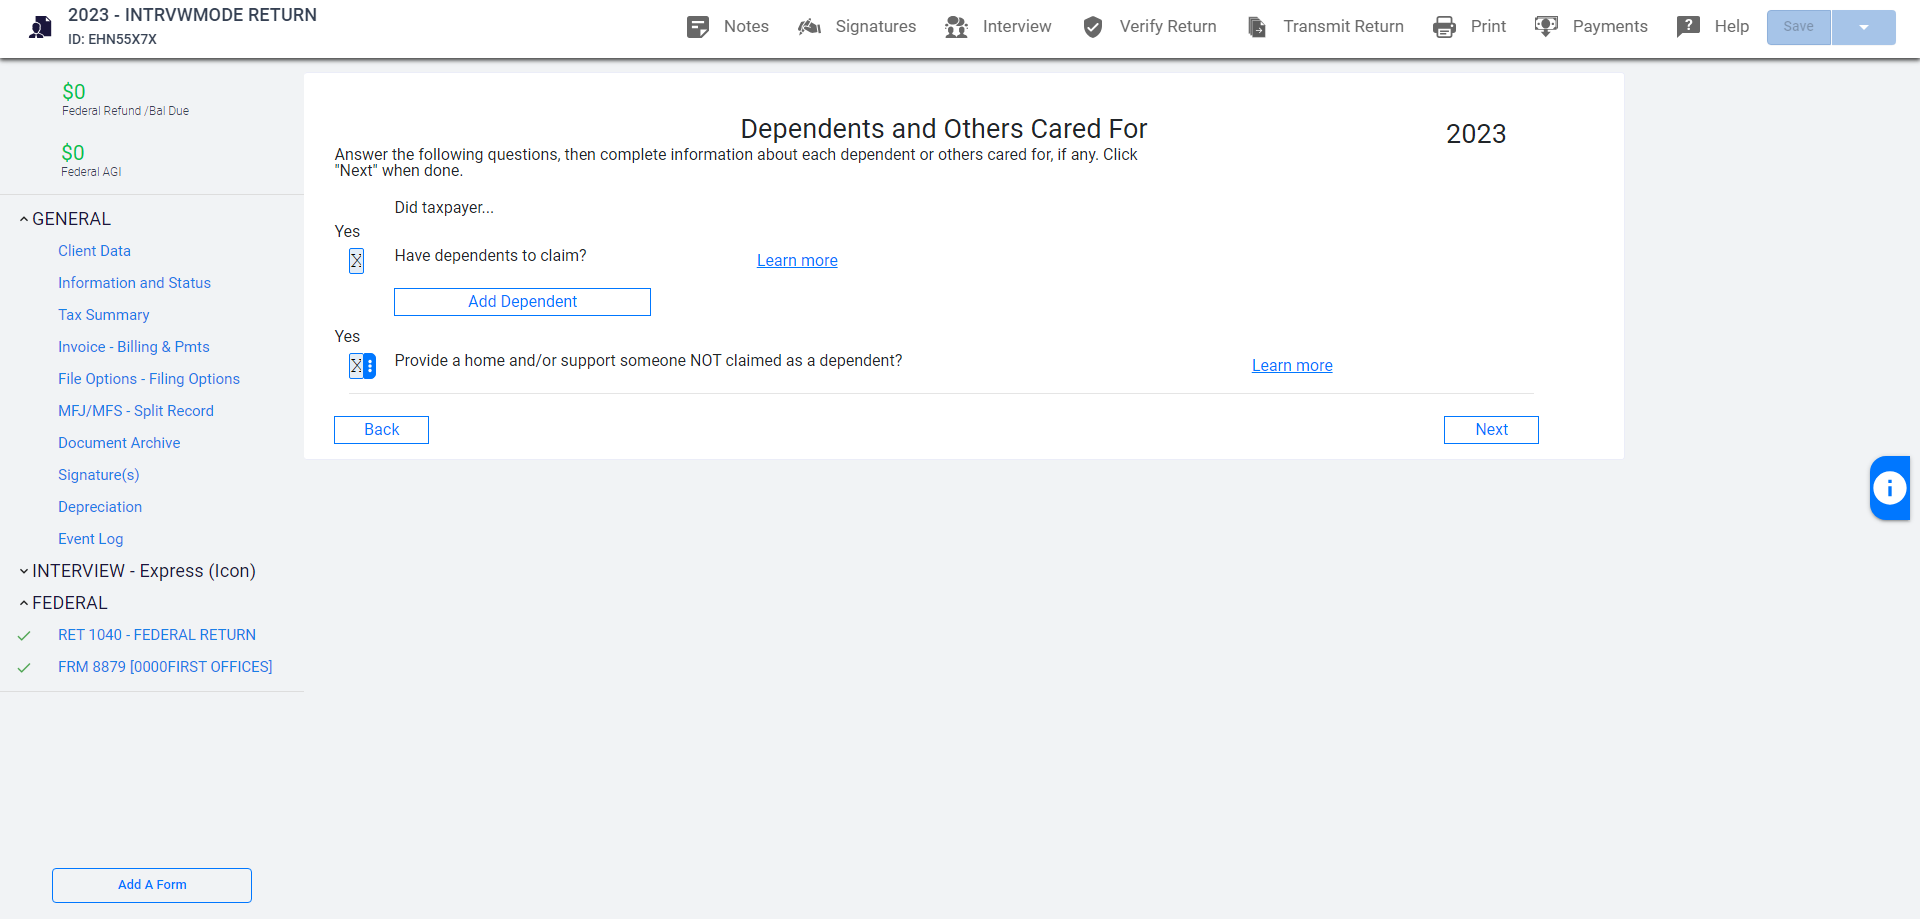 2023 - INTRVWMODE RETURN
ID: EHN55X7X
Notes
Signatures
Interview
Verify Return
Transmit Return
Print
Payments
Help
Save
$0
Federal Refund /Bal Due
$0
Federal AGI
GENERAL
Client Data
Information and Status
Tax Summary
Invoice - Billing & Pmts
File Options - Filing Options
MFJ/MFS - Split Record
Document Archive
Signature(s)
Depreciation
Event Log
INTERVIEW - Express (Icon)
FEDERAL
RET 1040 - FEDERAL RETURN
FRM 8879 [0000FIRST OFFICES]
Add A Form
Dependents and Others Cared For
2023
Answer the following questions, then complete information about each dependent or others cared for, if any. Click
"Next" when done.
Did taxpayer...
Yes
X Have dependents to claim? Learn more
Add Dependent
Yes
X Provide a home and/or support someone NOT claimed as a dependent? Learn more
Back
Next